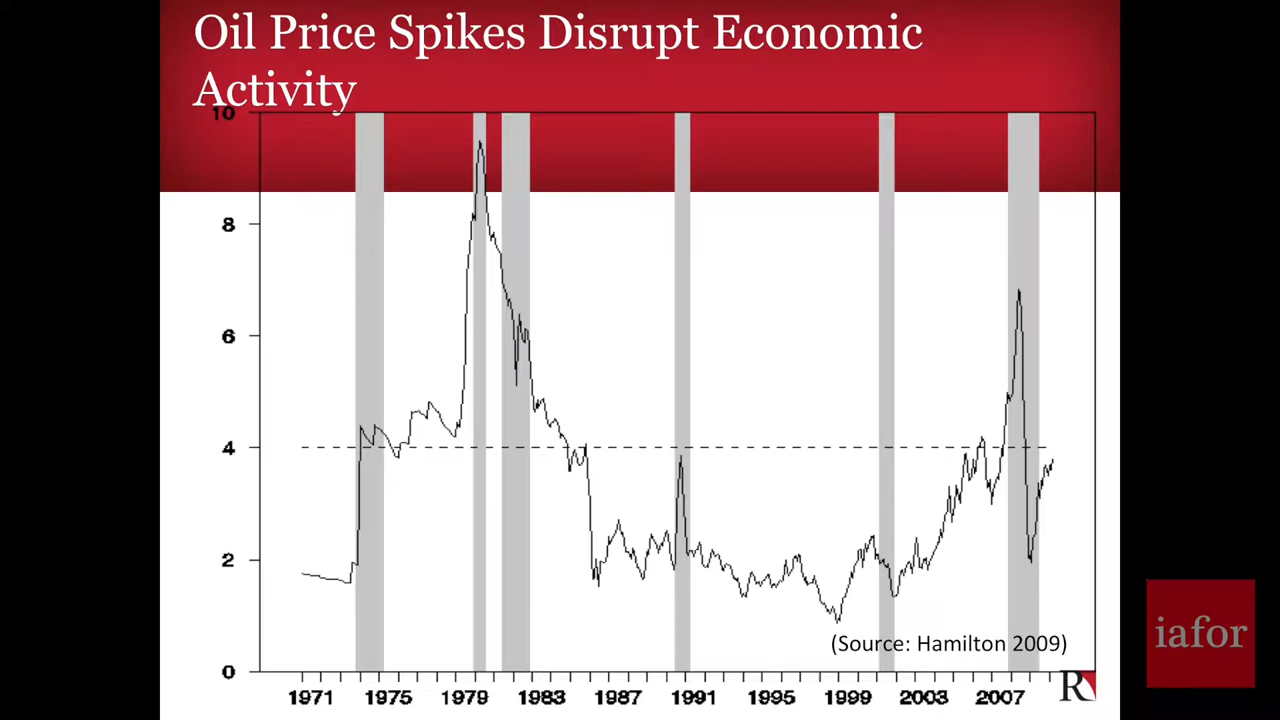 Oil Price Spikes Disrupt Economic
Activity
10
8
6
4
2
0
(Source: Hamilton 2009)
1971 1975 1979 1983 1987 1991 1995 1999 2003 2007
R
iafor